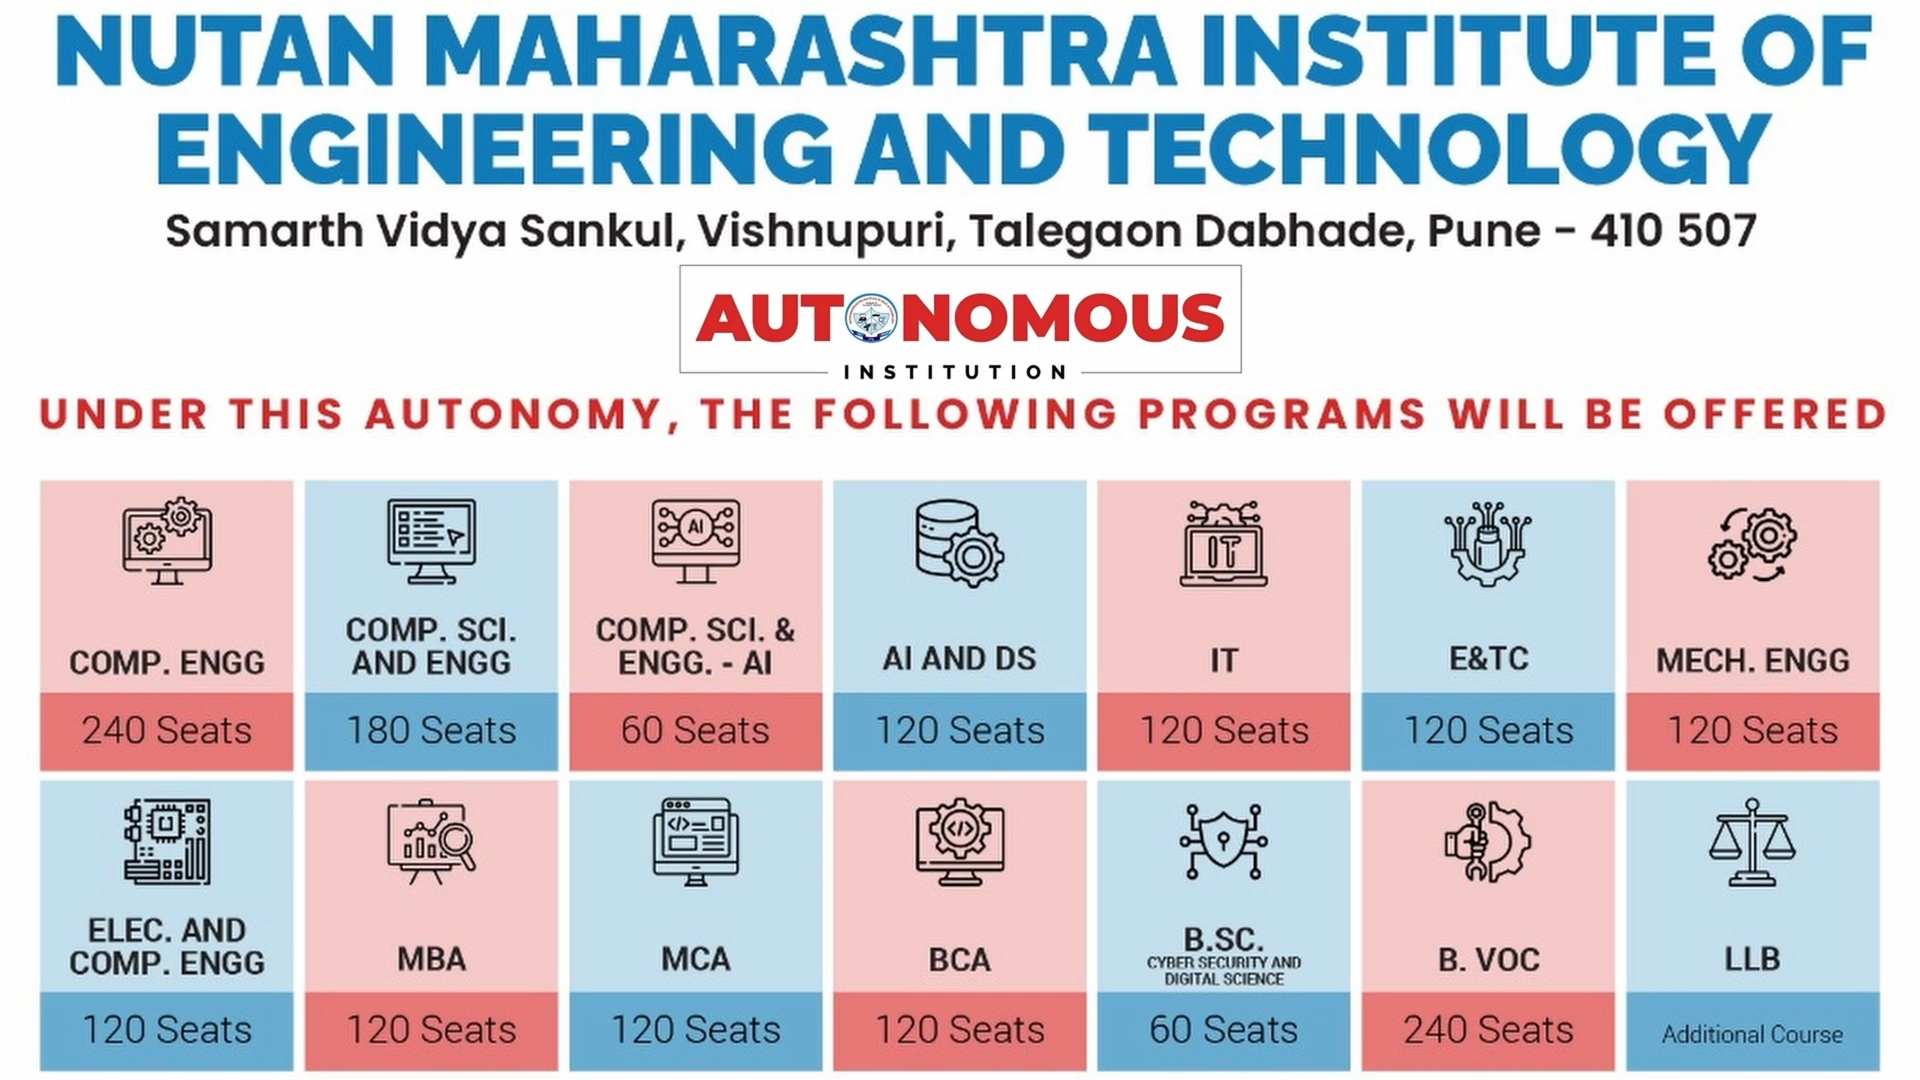 NUTAN MAHARASHTRA INSTITUTE OF
ENGINEERING AND TECHNOLOGY
Samarth Vidya Sankul, Vishnupuri, Talegaon Dabhade, Pune - 410 507
AUTONOMOUS
INSTITUTION
UNDER THIS AUTONOMY, THE FOLLOWING PROGRAMS WILL BE OFFERED
COMP. ENGG
240 Seats
COMP. SCI.
AND ENGG
180 Seats
AI
COMP. SCI. &
ENGG. - AI
60 Seats
AI AND DS
120 Seats
IT
IT
120 Seats
E&TC
120 Seats
MECH. ENGG
120 Seats
ELEC. AND
COMP. ENGG
120 Seats
MBA
120 Seats
</>
MCA
120 Seats
</>
BCA
120 Seats
B.SC.
CYBER SECURITY AND
DIGITAL SCIENCE
60 Seats
B. VOC
240 Seats
LLB
Additional Course